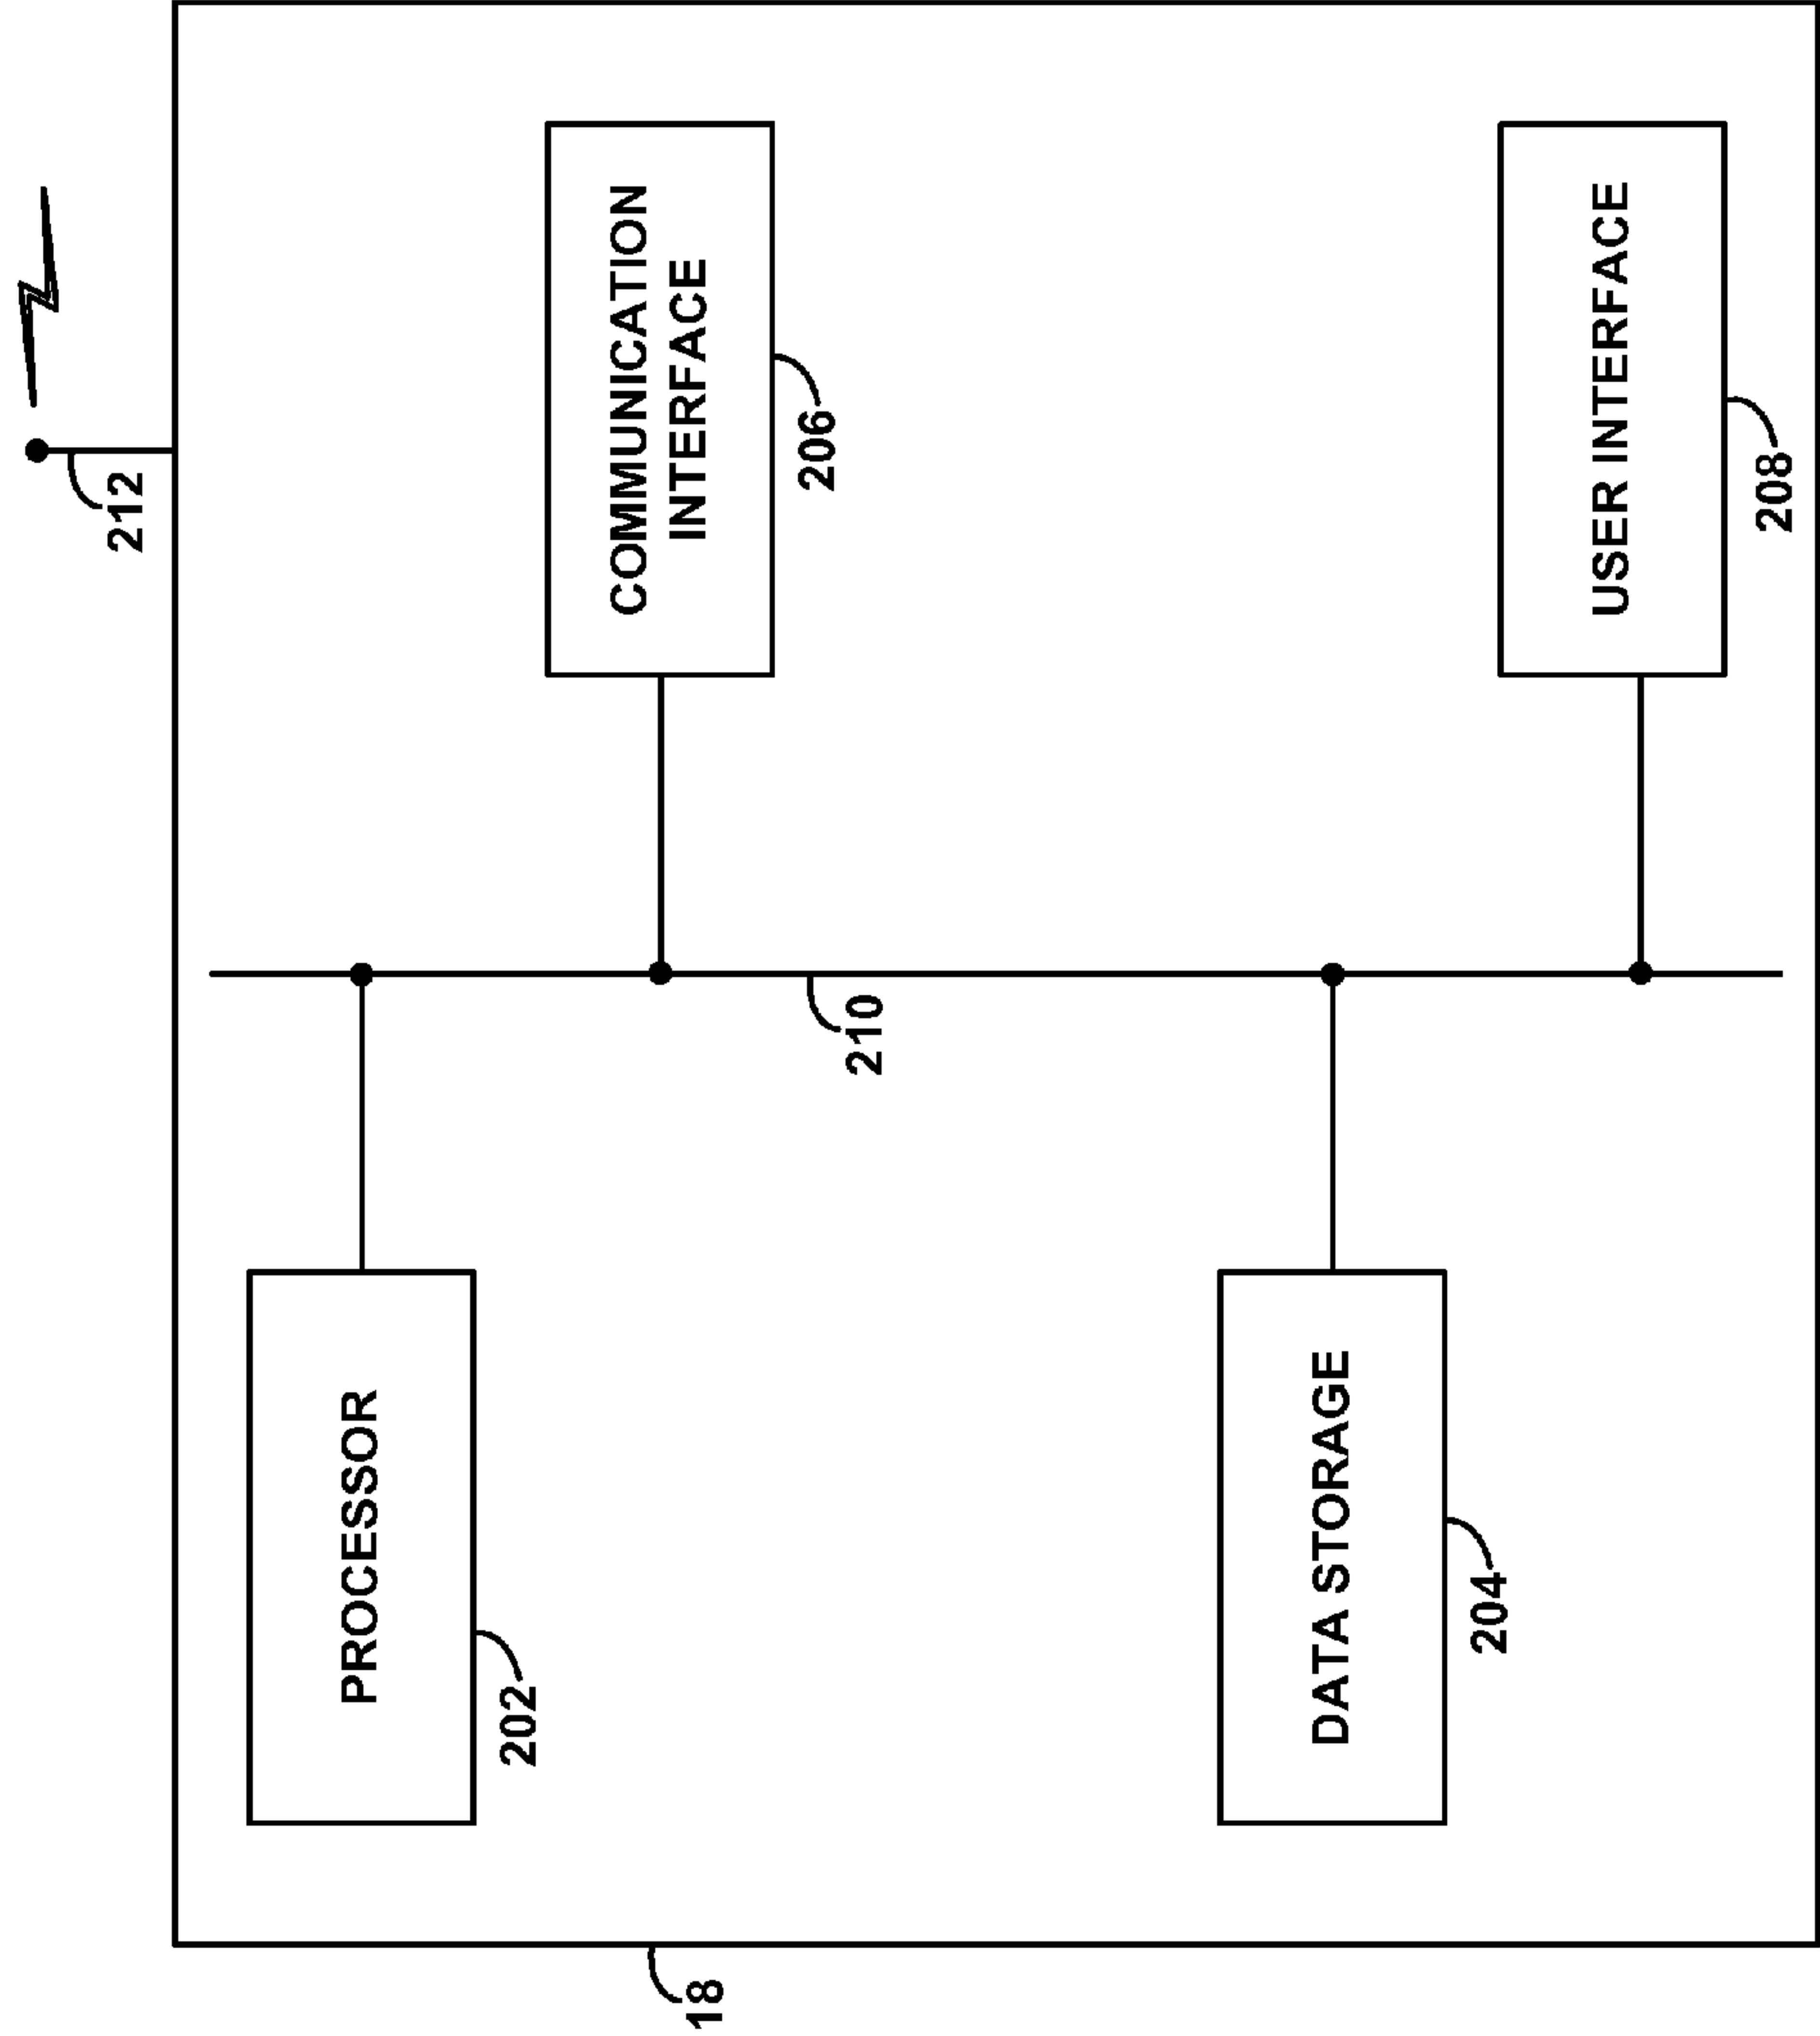 212
PROCESSOR
202
COMMUNICATION
INTERFACE
18
206
210
DATA STORAGE
204
USER INTERFACE
208